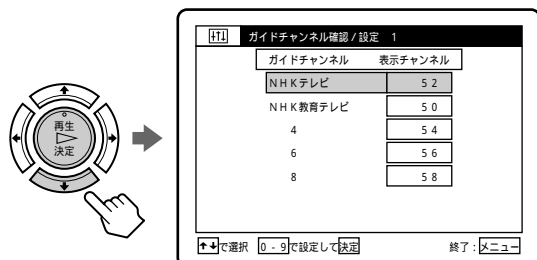 ガイドチャンネル確認/設定 1
ガイドチャンネル 表示チャンネル
NHKテレビ 52
NHK教育テレビ 50
4 54
6 56
8 58
再生
決定
↑↓で選択 0-9で設定して決定 終了:メニュー